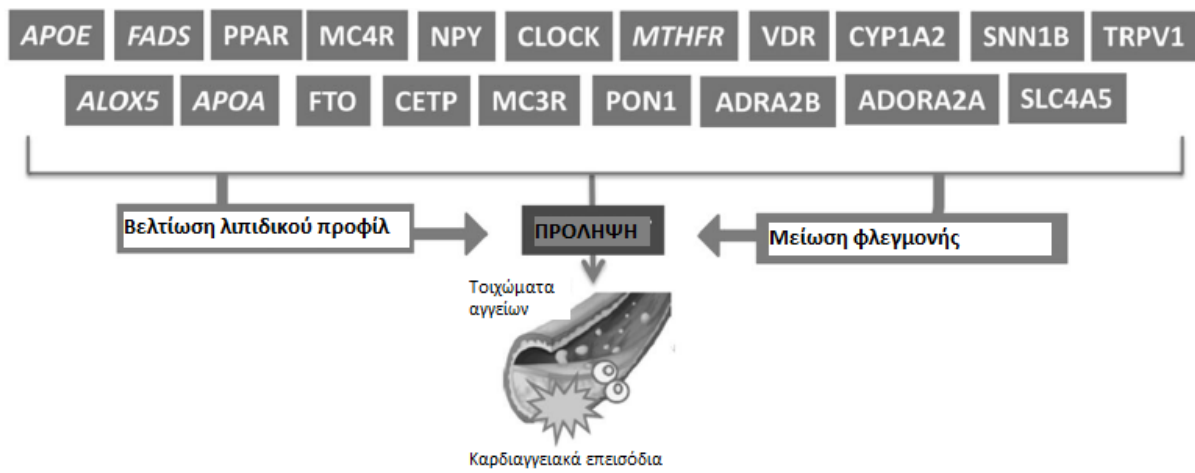 APOE FADS PPAR MC4R NPY CLOCK MTHFR VDR CYP1A2 SNN1B TRPV1
ALOX5 APOA FTO CETP MC3R PON1 ADRA2B ADORA2A SLC4A5
Βελτίωση λιπιδικού προφίλ ΠΡΟΛΗΨΗ Μείωση φλεγμονής
Τοιχώματα
αγγείων
Καρδιαγγειακά επεισόδια